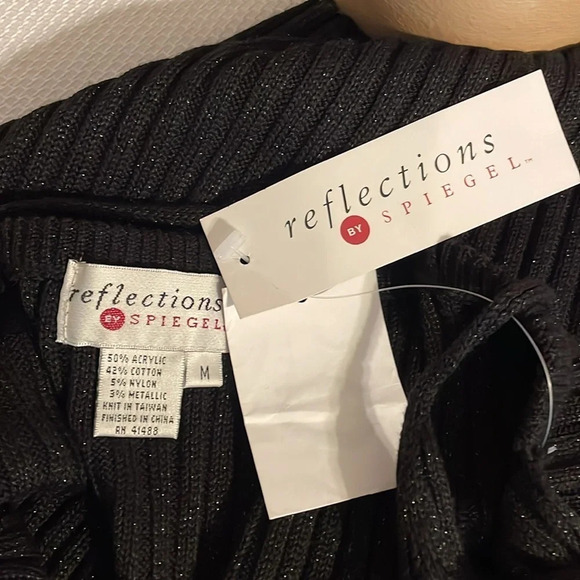 reflections
BY SPIEGEL™
reflections
BY SPIEGEL
50% ACRYLIC
42% COTTON
5% NYLON
3% METALLIC
KNIT IN TAIWAN
FINISHED IN CHINA
RN 41488
M